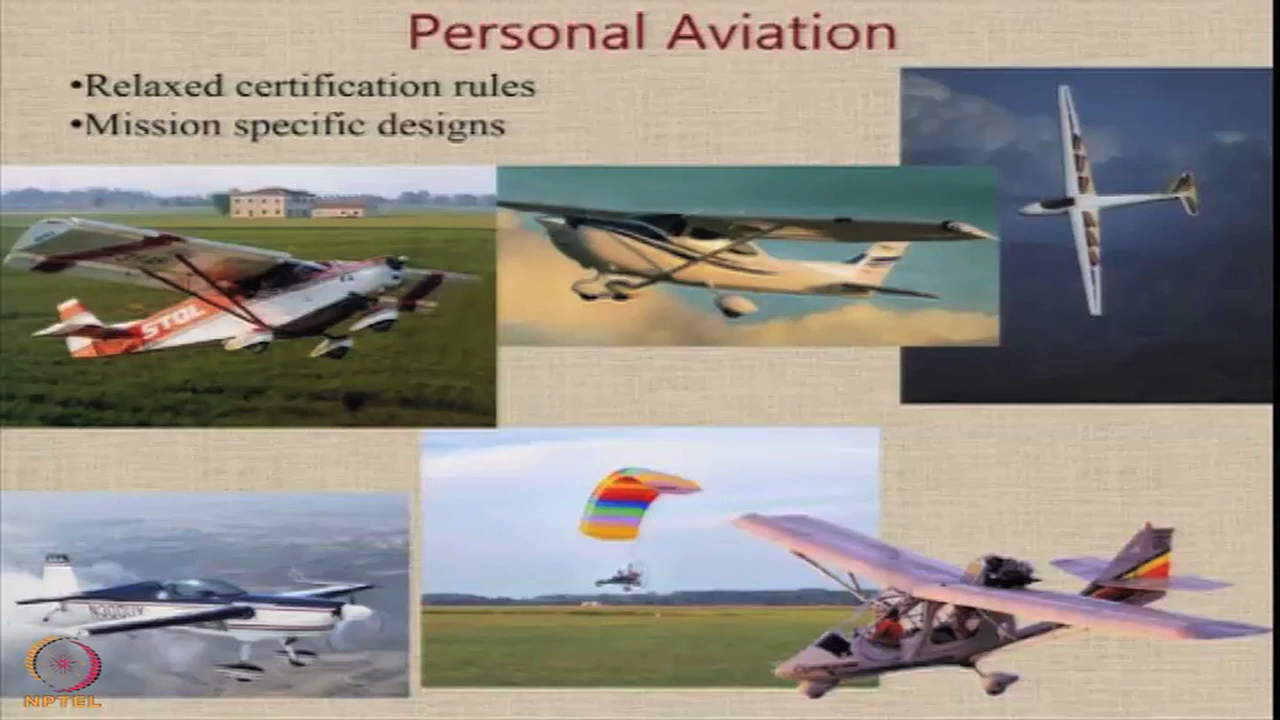 Personal Aviation
•Relaxed certification rules
•Mission specific designs
STOL
NPTEL